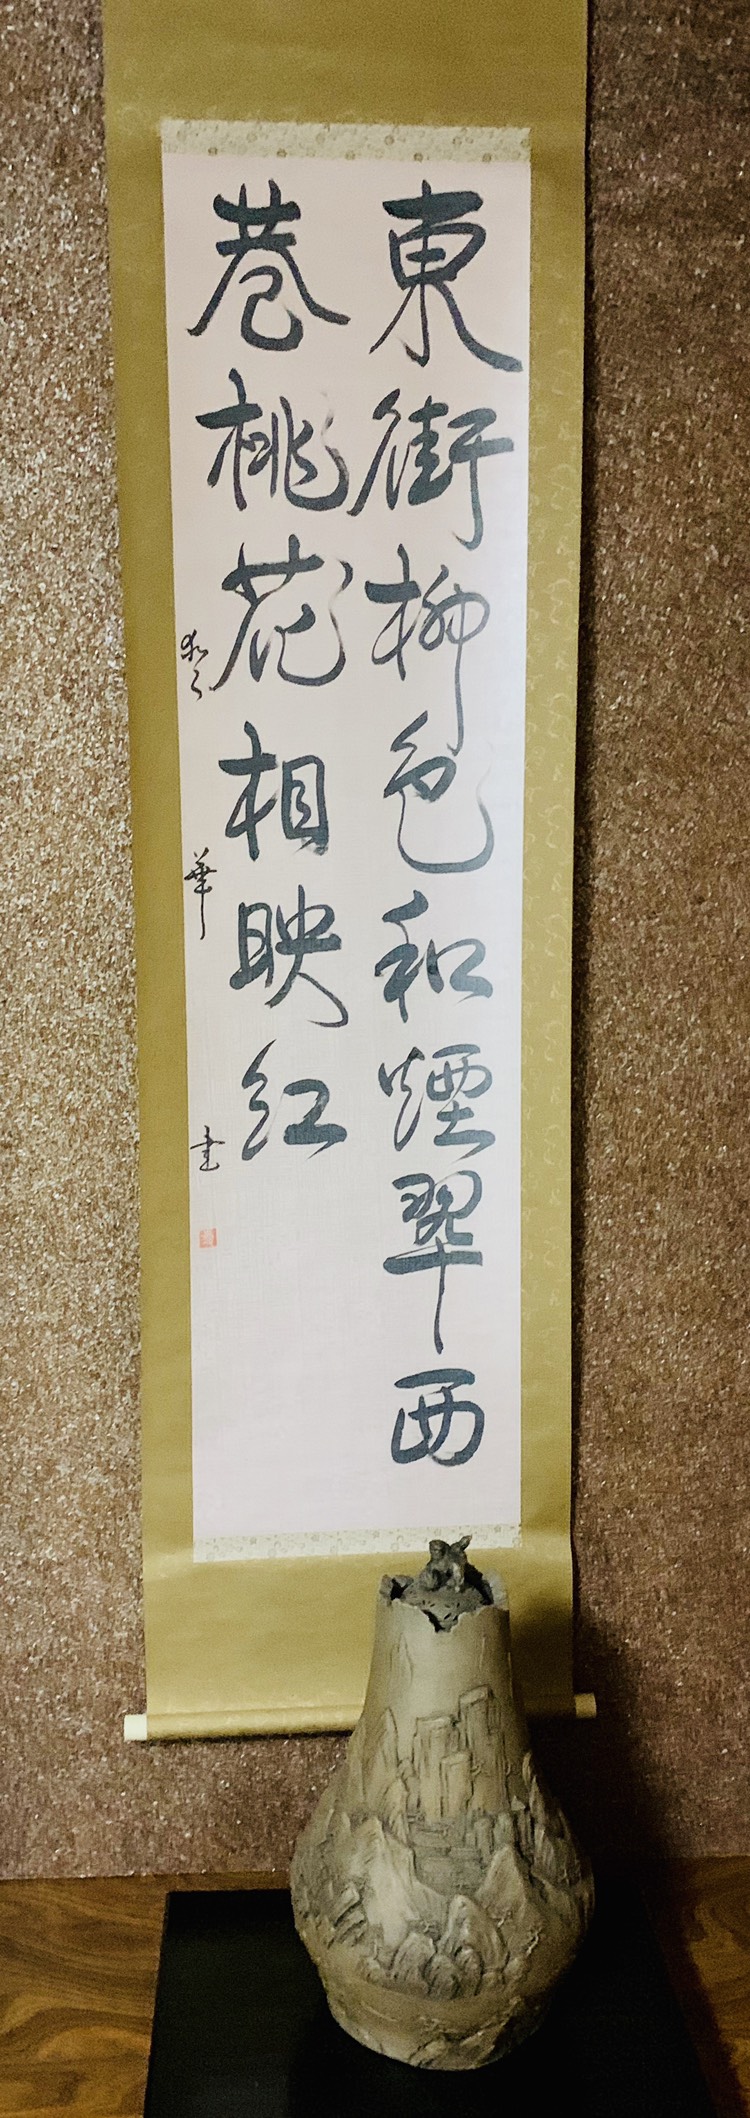 東街柳色和煙翠西
巷桃花相映紅
華
書